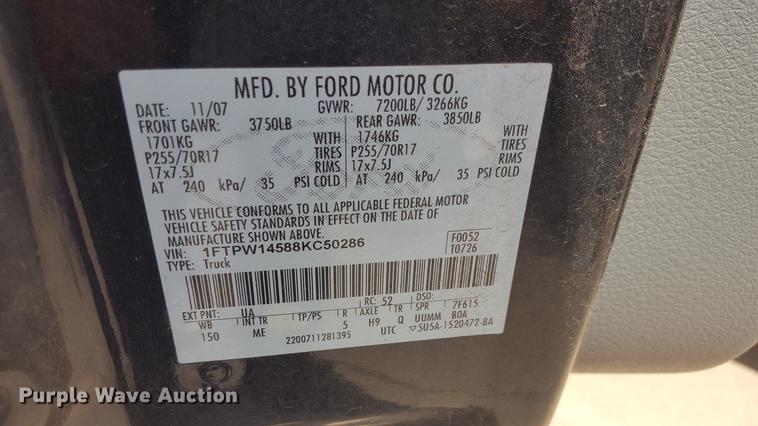 MFD. BY FORD MOTOR CO.
DATE: 11/07 GVWR: 7200LB/ 3266KG
FRONT GAWR: 3750LB REAR GAWR: 3850LB
1701KG WITH 1746KG WITH
P255/70R17 TIRES P255/70R17 TIRES
17x7.5J RIMS 17x7.5J RIMS
AT 240 kPa/ 35 PSI COLD AT 240 kPa/ 35 PSI COLD
THIS VEHICLE CONFORMS TO ALL APPLICABLE FEDERAL MOTOR
VEHICLE SAFETY STANDARDS IN EFFECT ON THE DATE OF
MANUFACTURE SHOWN ABOVE.
VIN: 1FTPW14588KC50286 F0052
TYPE: Truck T0726
EXT PNT: UA RC: 52 DSO:
WB INT TR TP/PS R AXLE TR SPR 7F615
150 ME 5 H9 Q UUMM BOA
2200711281395 UTC ▽5U5A-1520472-BA
Ford
Purple Wave Auction